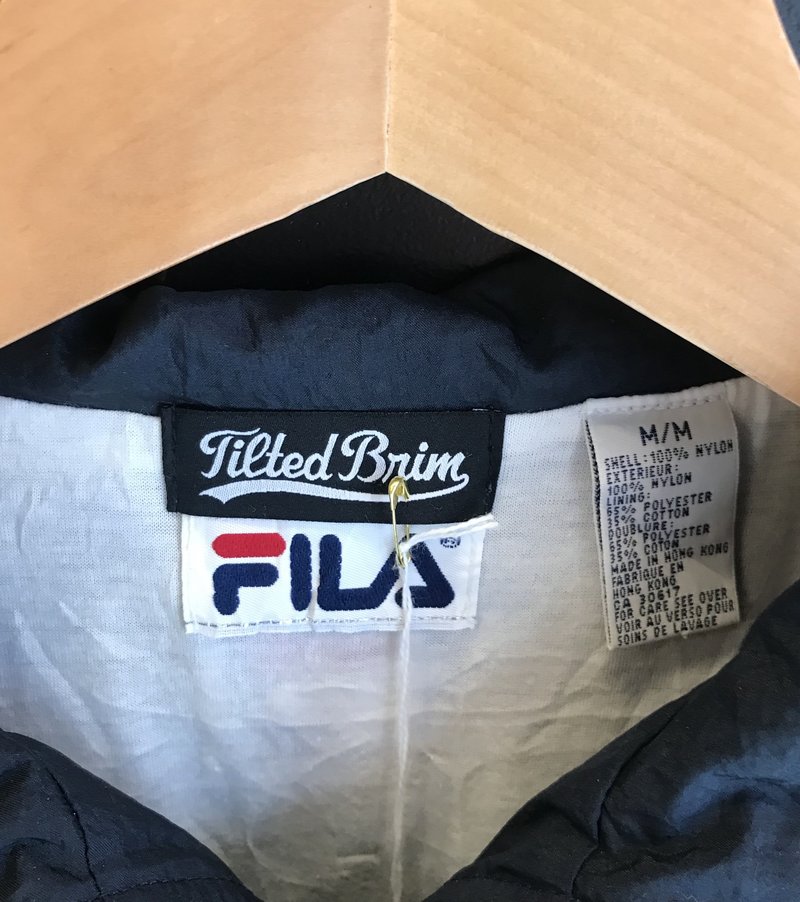 Tilted Brim
FILA®
M/M
SHELL: 100% NYLON
EXTERIEUR:
100% NYLON
LINING:
65% POLYESTER
35% COTTON
DOUBLURE:
65% POLYESTER
35% COTON
MADE IN HONG KONG
FABRIQUE EN
HONG KONG
CA 30617
FOR CARE SEE OVER
VOIR AU VERSO POUR
SOINS DE LAVAGE